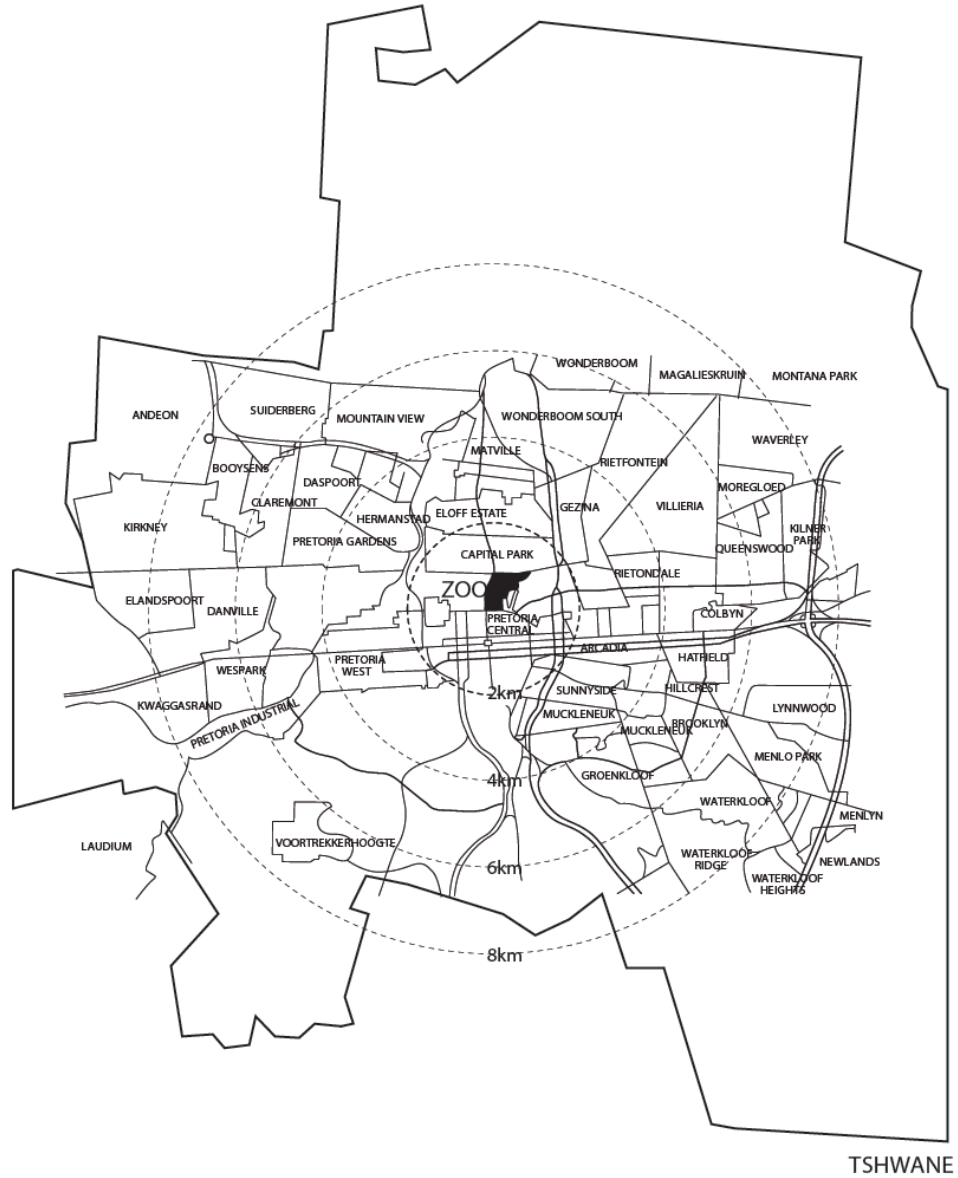 WONDERBOOM
MAGALIESKRUIN
MONTANA PARK
ANDEON
SUIDERBERG
MOUNTAIN VIEW
WONDERBOOM SOUTH
WAVERLEY
MATVILLE
RIETFONTEIN
BOOYSENS
DASPOORT
MOREGLOED
CLAREMONT
GEZINA
VILLIERIA
ELOFF ESTATE
HERMANSTAD
KIRKNEY
KILNER
PARK
PRETORIA GARDENS
QUEENSWOOD
CAPITAL PARK
RIETONDALE
ZOO
ELANDSPOORT
DANVILLE
COLBYN
PRETORIA
CENTRAL
ARCADIA
HATFIELD
PRETORIA
WEST
WESPARK
HILLCREST
SUNNYSIDE
2km
KWAGGASRAND
LYNNWOOD
MUCKLENEUK
PRETORIA INDUSTRIAL
BROOKLYN
MUCKLENEUK
MENLO PARK
GROENKLOOF
4km
WATERKLOOF
MENLYN
VOORTREKKERHOOGTE
LAUDIUM
WATERKLOOF
RIDGE
NEWLANDS
6km
WATERKLOOF
HEIGHTS
8km
TSHWANE